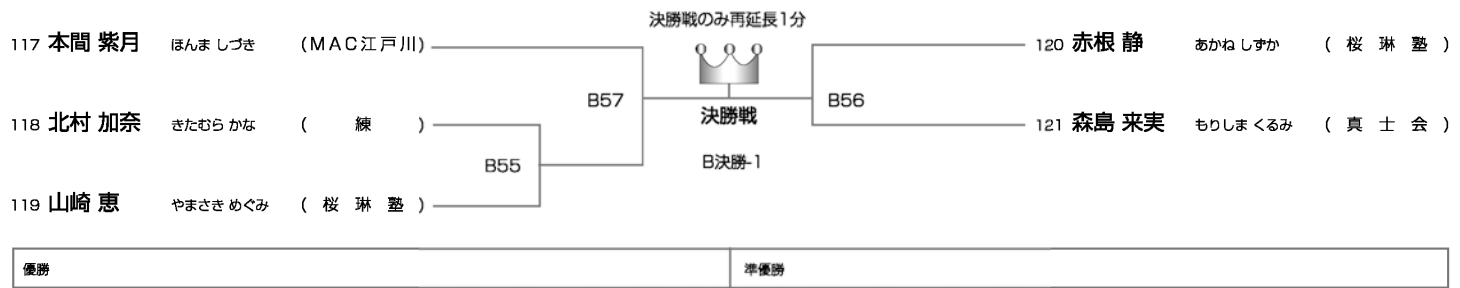 決勝戦のみ再延長1分
117 本間 紫月 ほんま しづき (MAC江戸川)
118 北村 加奈 きたむら かな ( 練 )
119 山崎 恵 やまさき めぐみ ( 桜 琳 塾 )
B55
B57
決勝戦
B決勝-1
B56
120 赤根 静 あかね しずか ( 桜 琳 塾 )
121 森島 来実 もりしま くるみ ( 真 士 会 )
優勝
準優勝